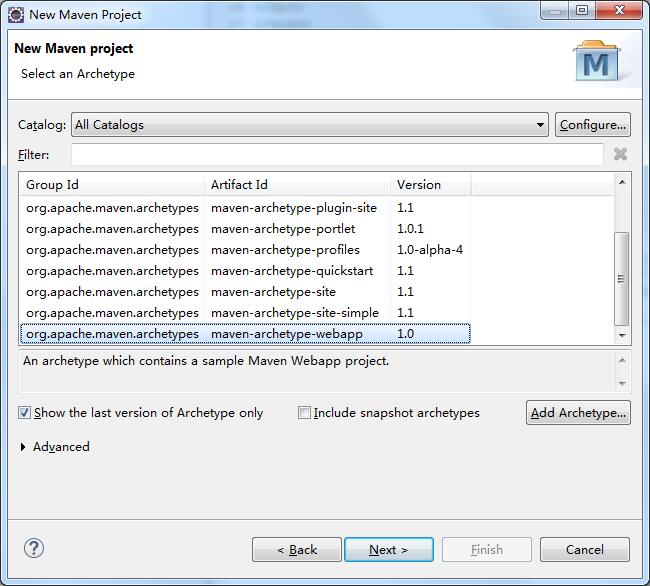 New Maven Project
New Maven project
Select an Archetype
M
Catalog: All Catalogs Configure...
Filter:
Group Id Artifact Id Version
org.apache.maven.archetypes maven-archetype-plugin-site 1.1
org.apache.maven.archetypes maven-archetype-portlet 1.0.1
org.apache.maven.archetypes maven-archetype-profiles 1.0-alpha-4
org.apache.maven.archetypes maven-archetype-quickstart 1.1
org.apache.maven.archetypes maven-archetype-site 1.1
org.apache.maven.archetypes maven-archetype-site-simple 1.1
org.apache.maven.archetypes maven-archetype-webapp 1.0
An archetype which contains a sample Maven Webapp project.
Show the last version of Archetype only Include snapshot archetypes Add Archetype...
Advanced
? < Back Next > Finish Cancel